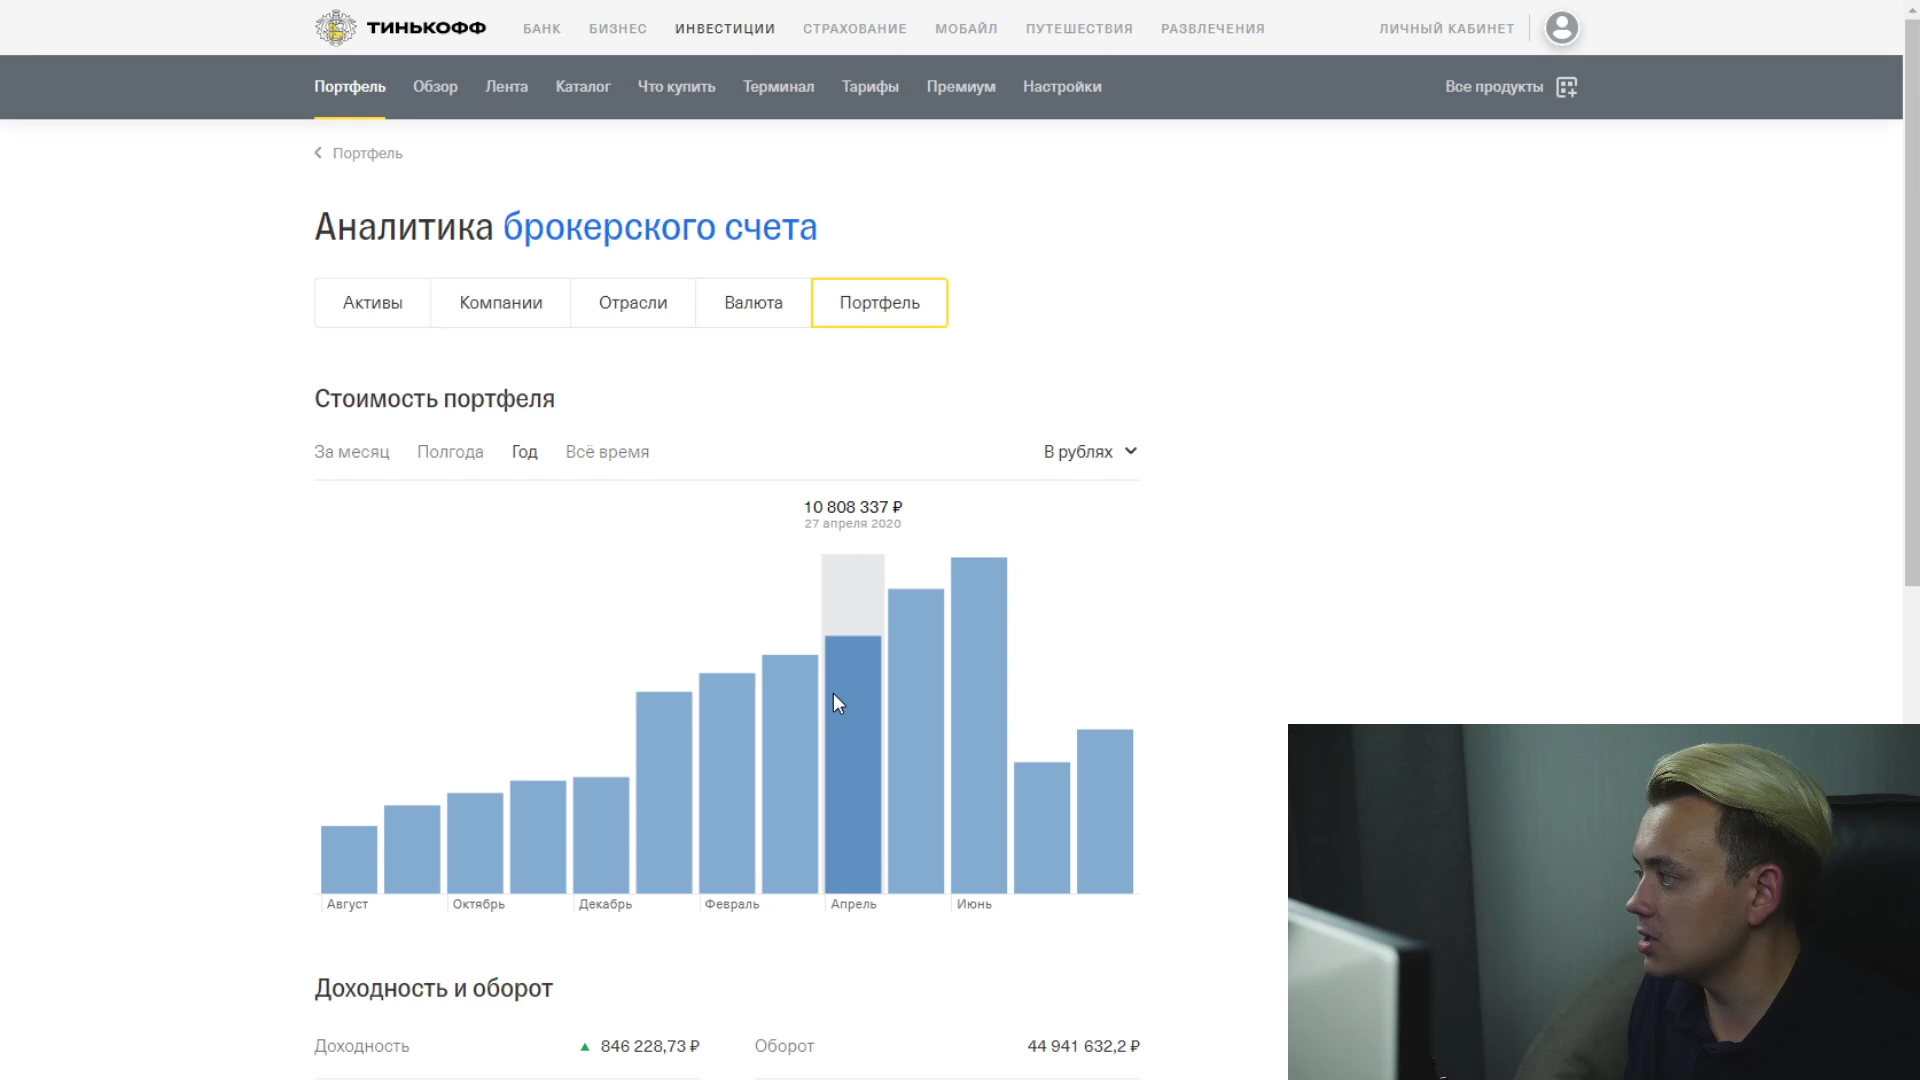 ТИНЬКОФФ БАНК БИЗНЕС ИНВЕСТИЦИИ СТРАХОВАНИЕ МОБАЙЛ ПУТЕШЕСТВИЯ РАЗВЛЕЧЕНИЯ ЛИЧНЫЙ КАБИНЕТ
Портфель Обзор Лента Каталог Что купить Терминал Тарифы Премиум Настройки Все продукты
Портфель
Аналитика брокерского счета
Активы Компании Отрасли Валюта Портфель
Стоимость портфеля
За месяц Полгода Год Всё время В рублях
10 808 337 ₽
27 апреля 2020
Август Октябрь Декабрь Февраль Апрель Июнь
Доходность и оборот
Доходность ▲ 846 228,73 ₽ Оборот 44 941 632,2 ₽